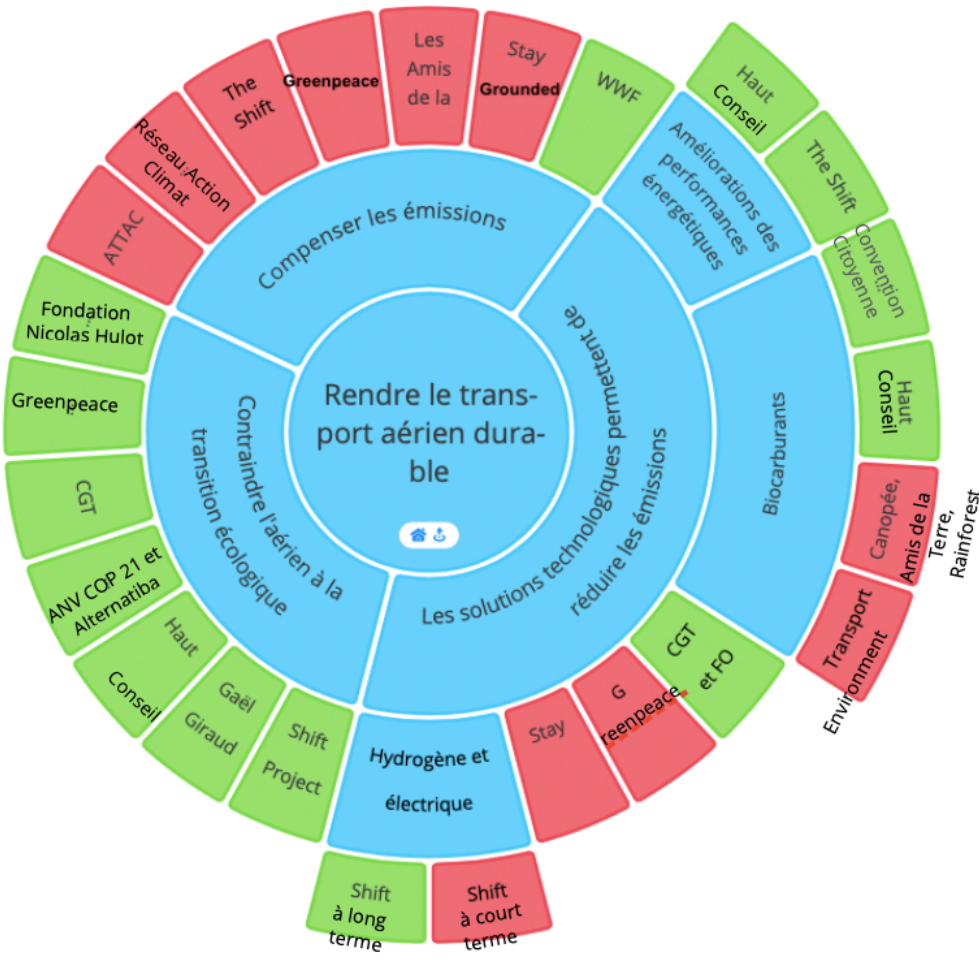 Rendre le trans-
port aérien dura-
ble
Compenser les émissions
ATTAC
Réseau Action
Climat
The
Shift
Greenpeace
Les
Amis
de la
Stay
Grounded
WWF
Les solutions technologiques permettent de
réduire les émissions
Améliorations des
performances
énergétiques
Haut
Conseil
The Shift
Biocarburants
Convention
Citoyenne
Haut
Conseil
Canopée,
Amis de la
Terre,
Rainforest
Transport
Environment
CGT
et FO
G
reenpeace
Stay
Hydrogène et
électrique
Shift
à court
terme
Shift
à long
terme
Contraindre l'aérien à la
transition écologique
Shift
Project
Gaël
Giraud
Haut
Conseil
ANV COP 21 et
Alternatiba
CGT
Greenpeace
Fondation
Nicolas Hulot